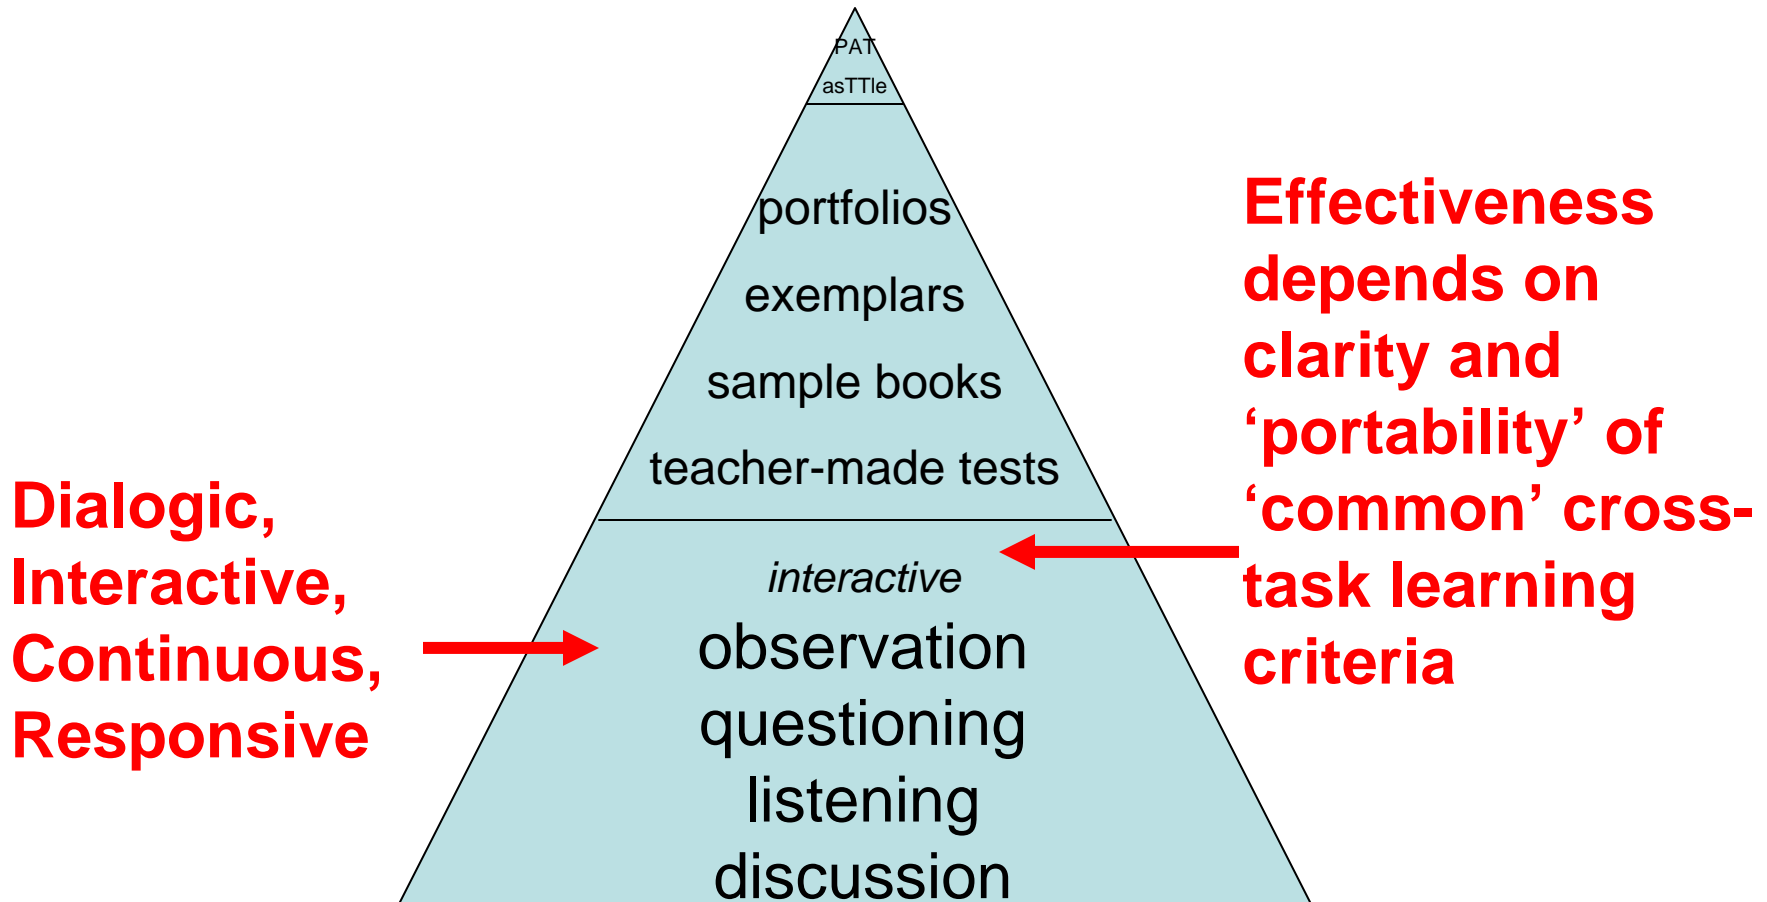 PAT
asTTle
portfolios
exemplars
sample books
teacher-made tests
interactive
observation
questioning
listening
discussion
Dialogic,
Interactive,
Continuous,
Responsive
Effectiveness
depends on
clarity and
‘portability’ of
‘common’ cross-
task learning
criteria